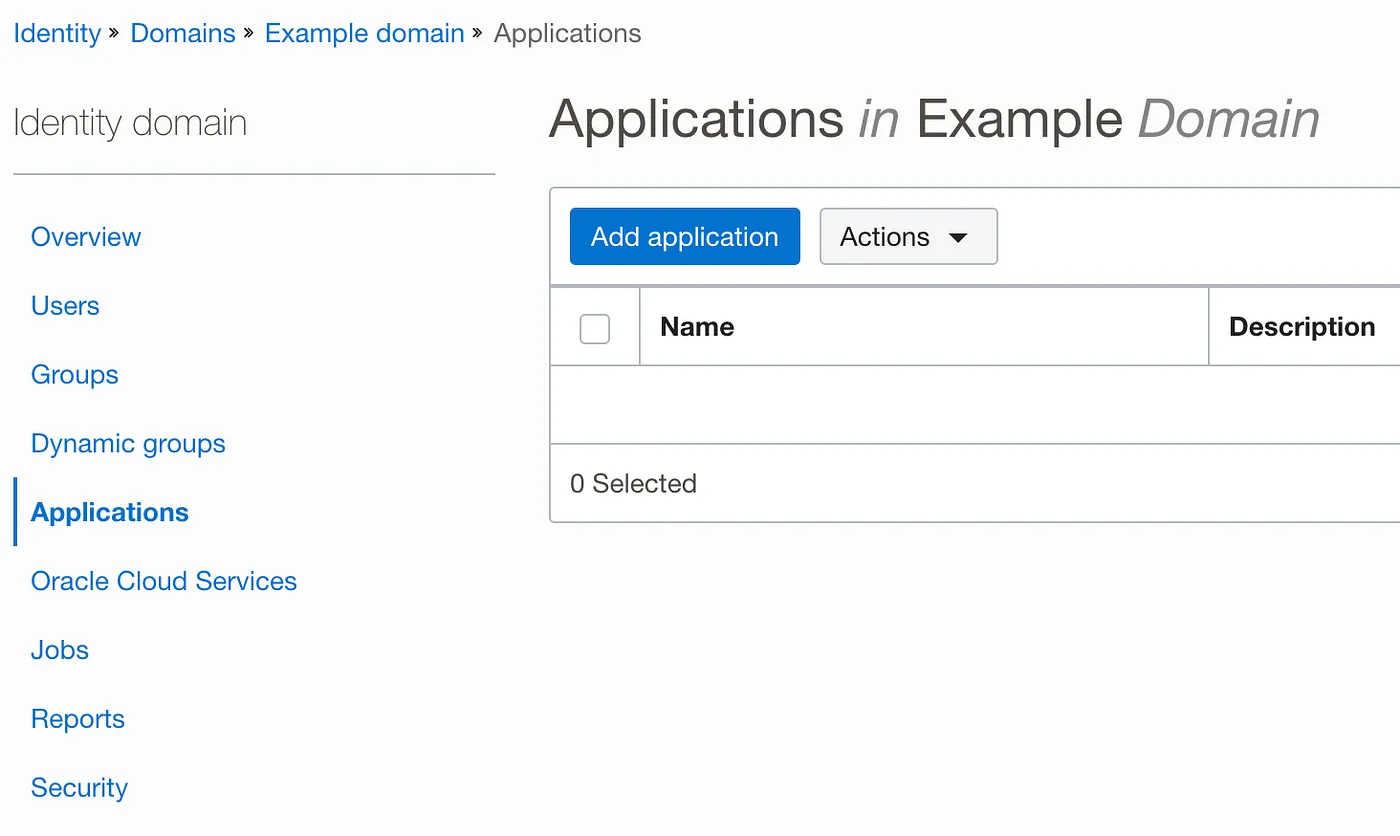 Identity » Domains » Example domain » Applications
Identity domain
Overview
Users
Groups
Dynamic groups
Applications
Oracle Cloud Services
Jobs
Reports
Security
Applications in Example Domain
Add application
Actions
Name
Description
0 Selected